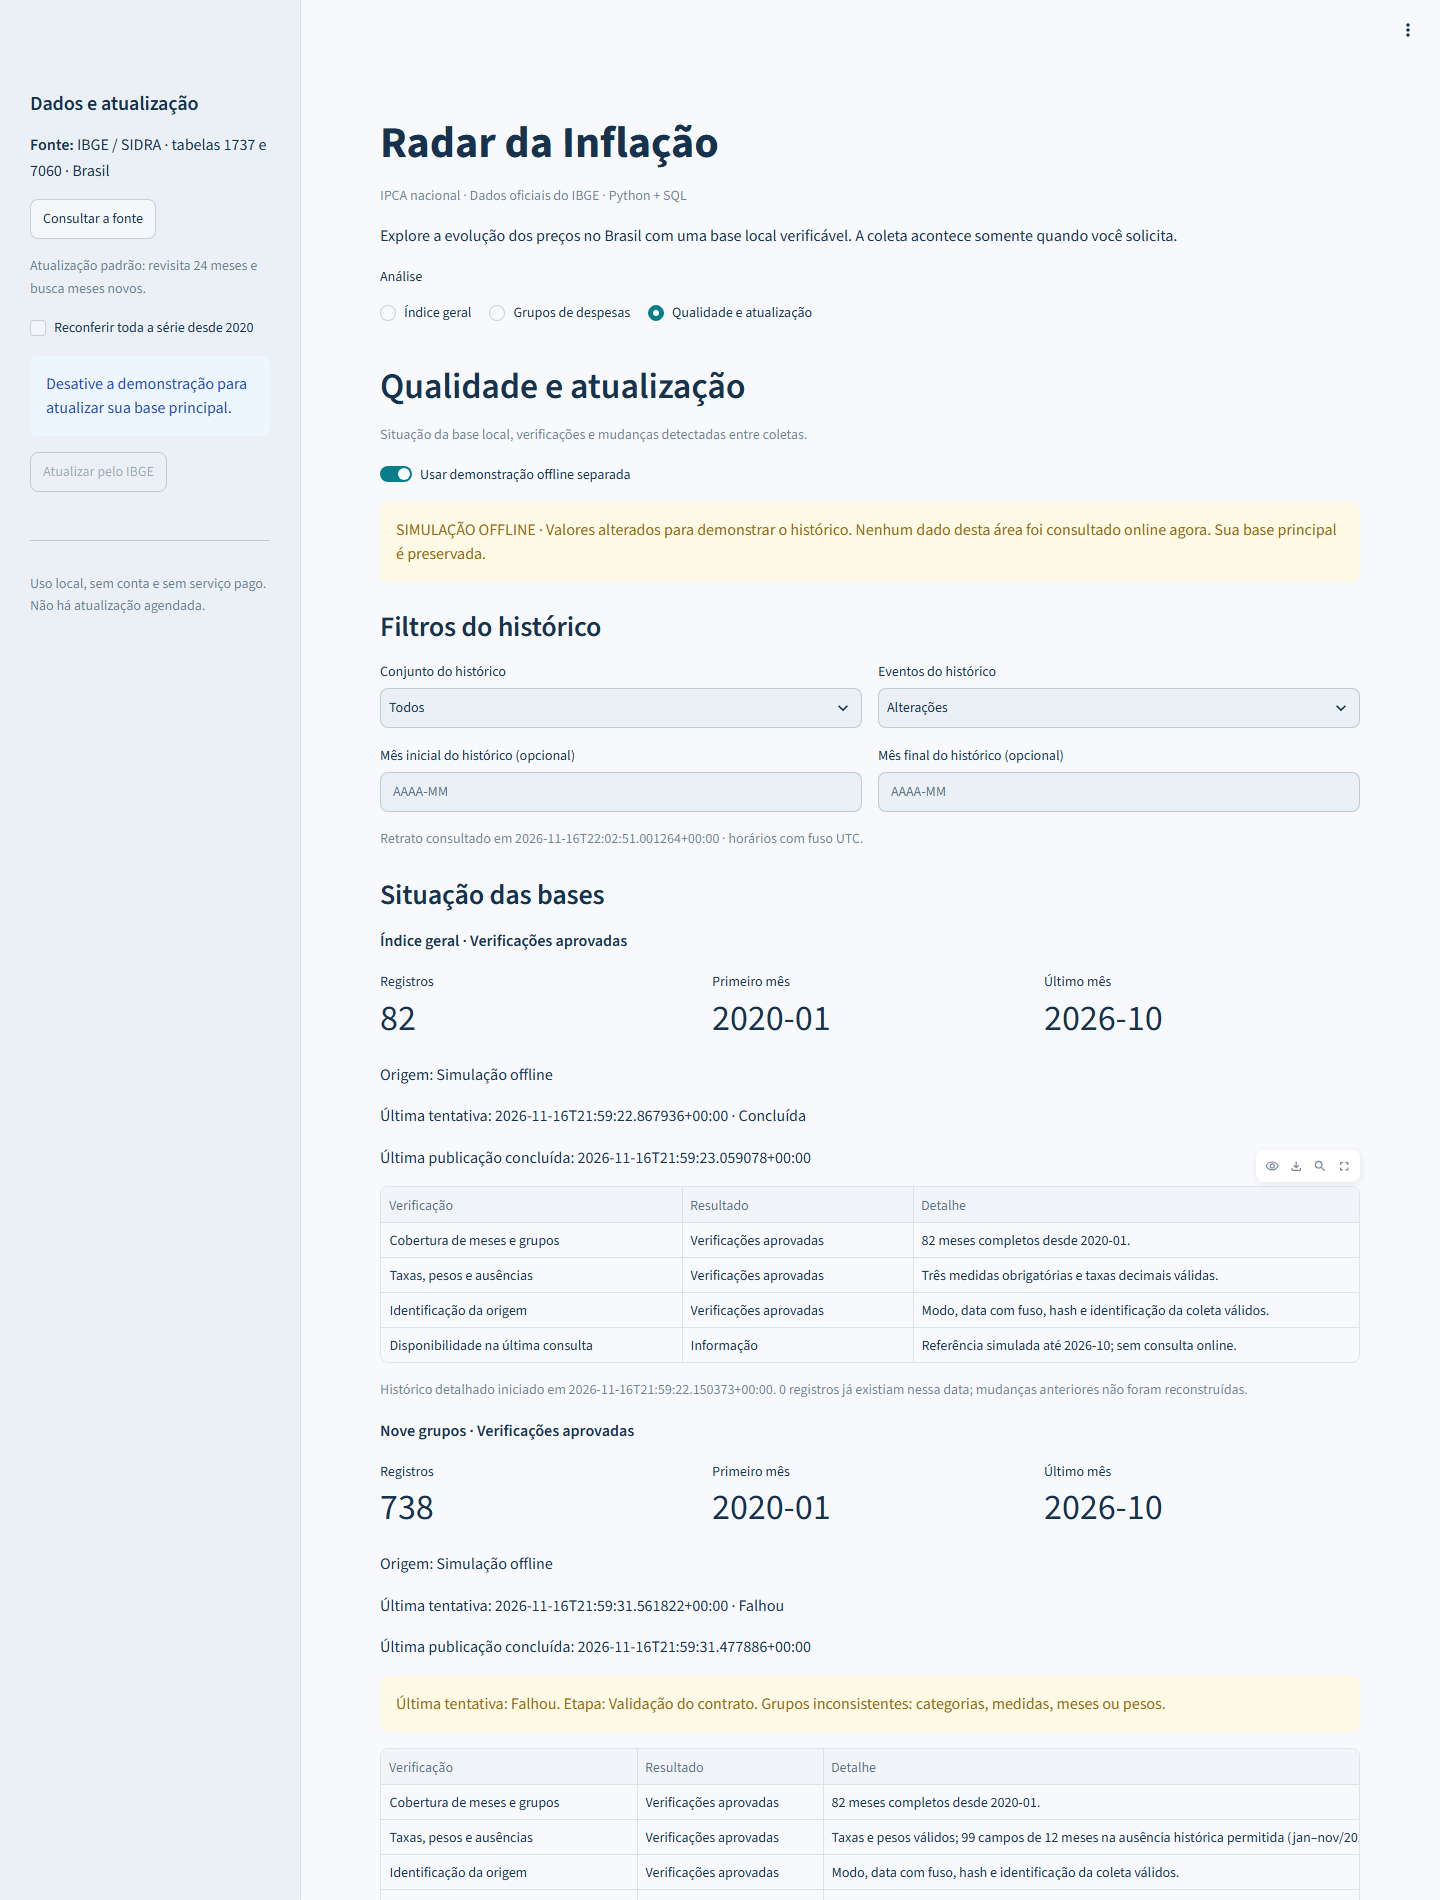 Dados e atualização
Fonte: IBGE / SIDRA · tabelas 1737 e
7060 · Brasil
Consultar a fonte
Atualização padrão: revisita 24 meses e
busca meses novos.
Reconferir toda a série desde 2020
Desative a demonstração para
atualizar sua base principal.
Atualizar pelo IBGE
Uso local, sem conta e sem serviço pago.
Não há atualização agendada.
Radar da Inflação
IPCA nacional · Dados oficiais do IBGE · Python + SQL
Explore a evolução dos preços no Brasil com uma base local verificável. A coleta acontece somente quando você solicita.
Análise
Índice geral Grupos de despesas Qualidade e atualização
Qualidade e atualização
Situação da base local, verificações e mudanças detectadas entre coletas.
Usar demonstração offline separada
SIMULAÇÃO OFFLINE · Valores alterados para demonstrar o histórico. Nenhum dado desta área foi consultado online agora. Sua base principal
é preservada.
Filtros do histórico
Conjunto do histórico Eventos do histórico
Todos Alterações
Mês inicial do histórico (opcional) Mês final do histórico (opcional)
AAAA-MM AAAA-MM
Retrato consultado em 2026-11-16T22:02:51.001264+00:00 · horários com fuso UTC.
Situação das bases
Índice geral · Verificações aprovadas
Registros Primeiro mês Último mês
82 2020-01 2026-10
Origem: Simulação offline
Última tentativa: 2026-11-16T21:59:22.867936+00:00 · Concluída
Última publicação concluída: 2026-11-16T21:59:23.059078+00:00
Verificação Resultado Detalhe
Cobertura de meses e grupos Verificações aprovadas 82 meses completos desde 2020-01.
Taxas, pesos e ausências Verificações aprovadas Três medidas obrigatórias e taxas decimais válidas.
Identificação da origem Verificações aprovadas Modo, data com fuso, hash e identificação da coleta válidos.
Disponibilidade na última consulta Informação Referência simulada até 2026-10; sem consulta online.
Histórico detalhado iniciado em 2026-11-16T21:59:22.150373+00:00. 0 registros já existiam nessa data; mudanças anteriores não foram reconstruídas.
Nove grupos · Verificações aprovadas
Registros Primeiro mês Último mês
738 2020-01 2026-10
Origem: Simulação offline
Última tentativa: 2026-11-16T21:59:31.561822+00:00 · Falhou
Última publicação concluída: 2026-11-16T21:59:31.477886+00:00
Última tentativa: Falhou. Etapa: Validação do contrato. Grupos inconsistentes: categorias, medidas, meses ou pesos.
Verificação Resultado Detalhe
Cobertura de meses e grupos Verificações aprovadas 82 meses completos desde 2020-01.
Taxas, pesos e ausências Verificações aprovadas Taxas e pesos válidos; 99 campos de 12 meses na ausência histórica permitida (jan–nov/20
Identificação da origem Verificações aprovadas Modo, data com fuso, hash e identificação da coleta válidos.